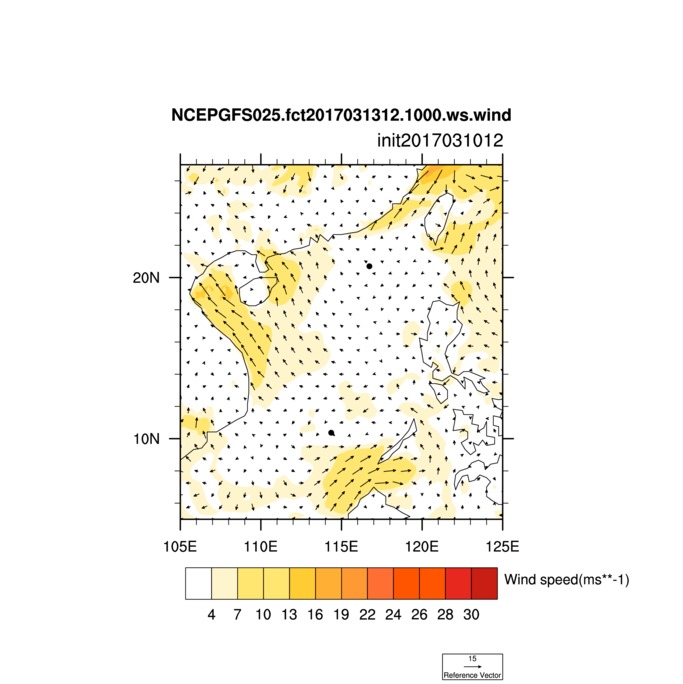 NCEPGFS025.fct2017031312.1000.ws.wind
init2017031012
20N
10N
105E 110E 115E 120E 125E
Wind speed(ms**-1)
4 7 10 13 16 19 22 24 26 28 30
15
Reference Vector